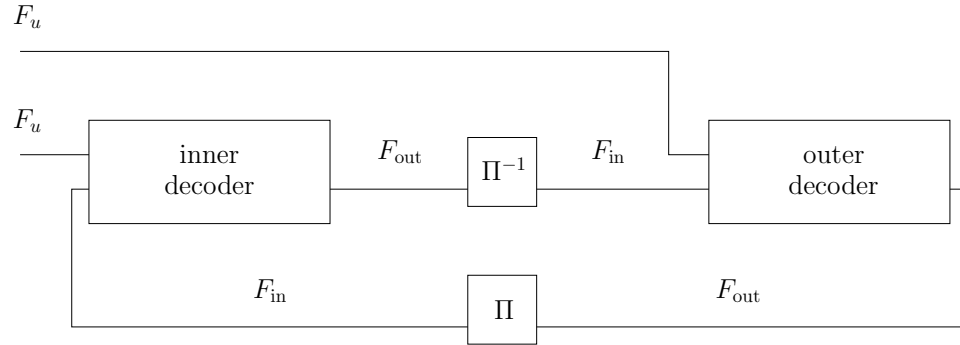 F_u
F_u
inner
decoder
F_out
Π^{-1}
F_in
outer
decoder
F_in
Π
F_out